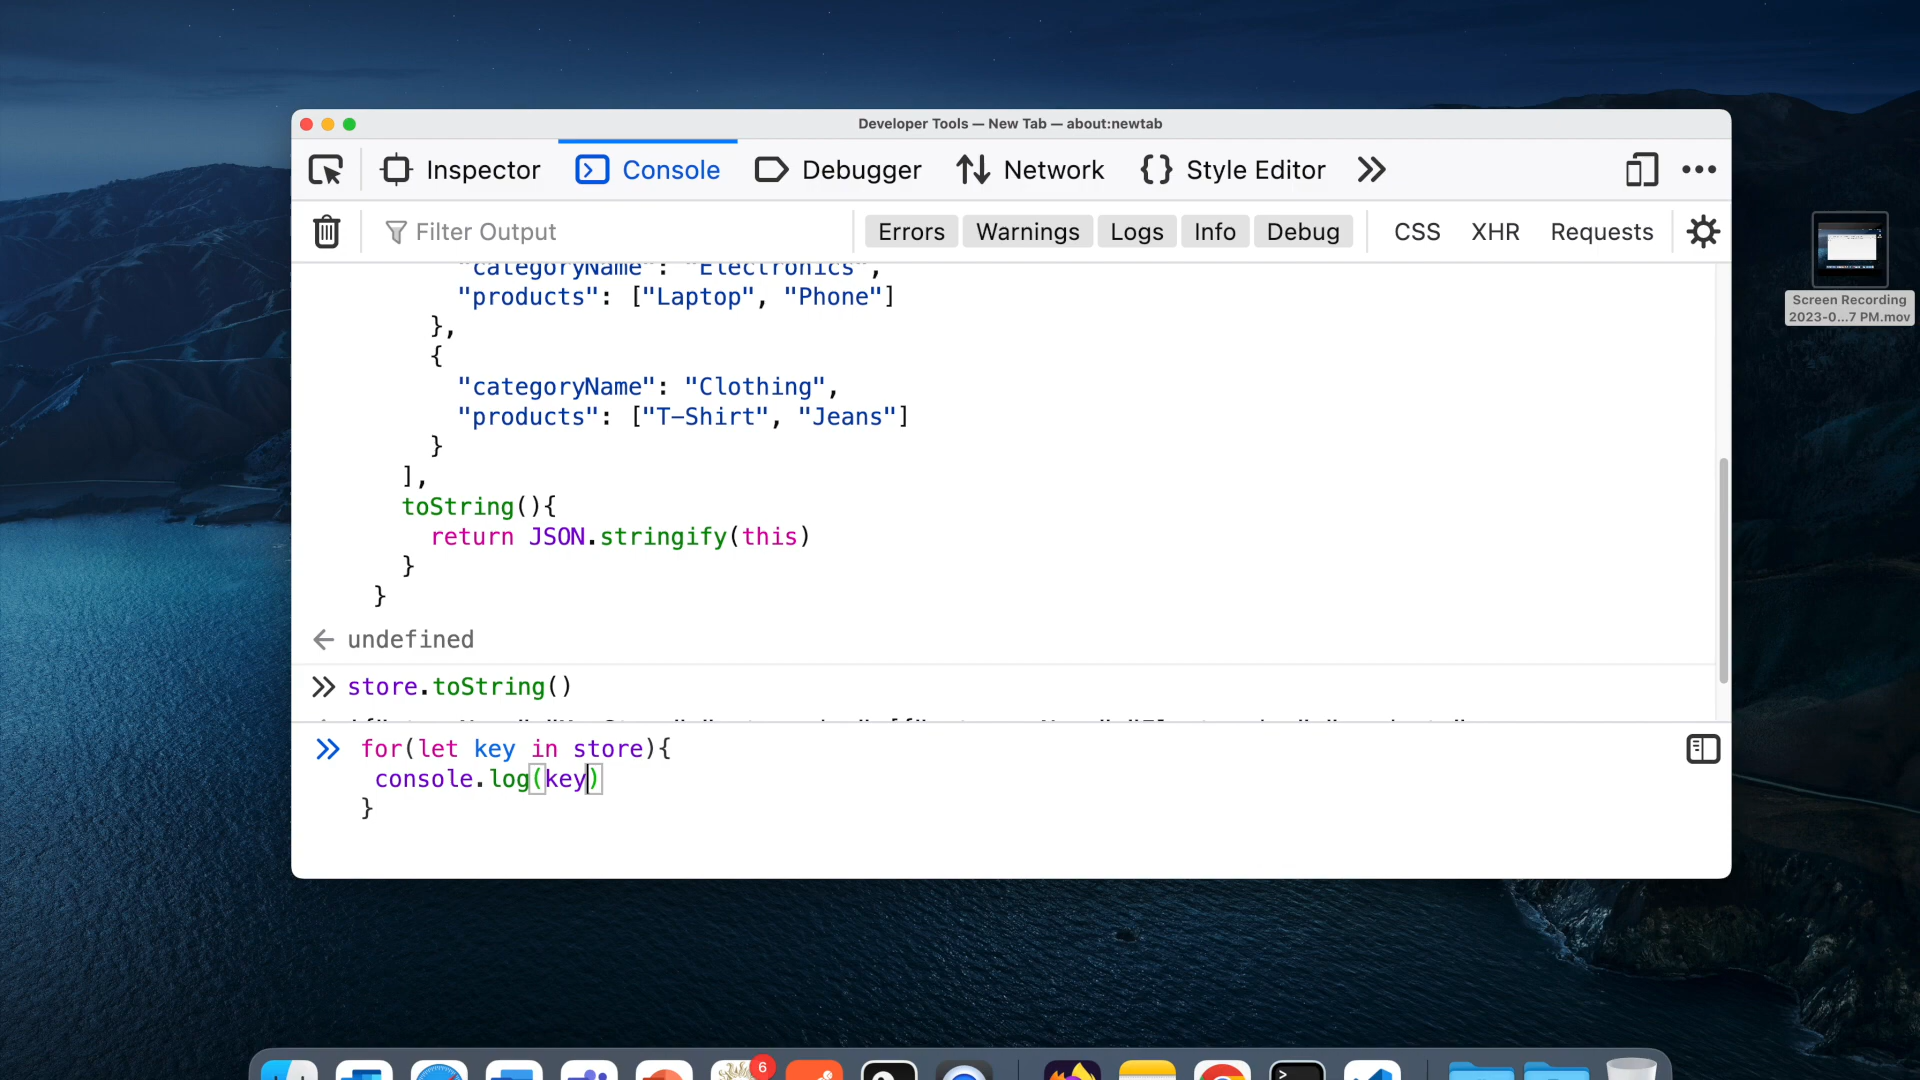 Developer Tools — New Tab — about:newtab
Inspector Console Debugger Network Style Editor
Filter Output Errors Warnings Logs Info Debug CSS XHR Requests
"categoryName": "Electronics",
"products": ["Laptop", "Phone"]
},
{
"categoryName": "Clothing",
"products": ["T-Shirt", "Jeans"]
}
],
toString(){
return JSON.stringify(this)
}
}
undefined
store.toString()
for(let key in store){
console.log(key)
}
Screen Recording
2023-0...7 PM.mov
6